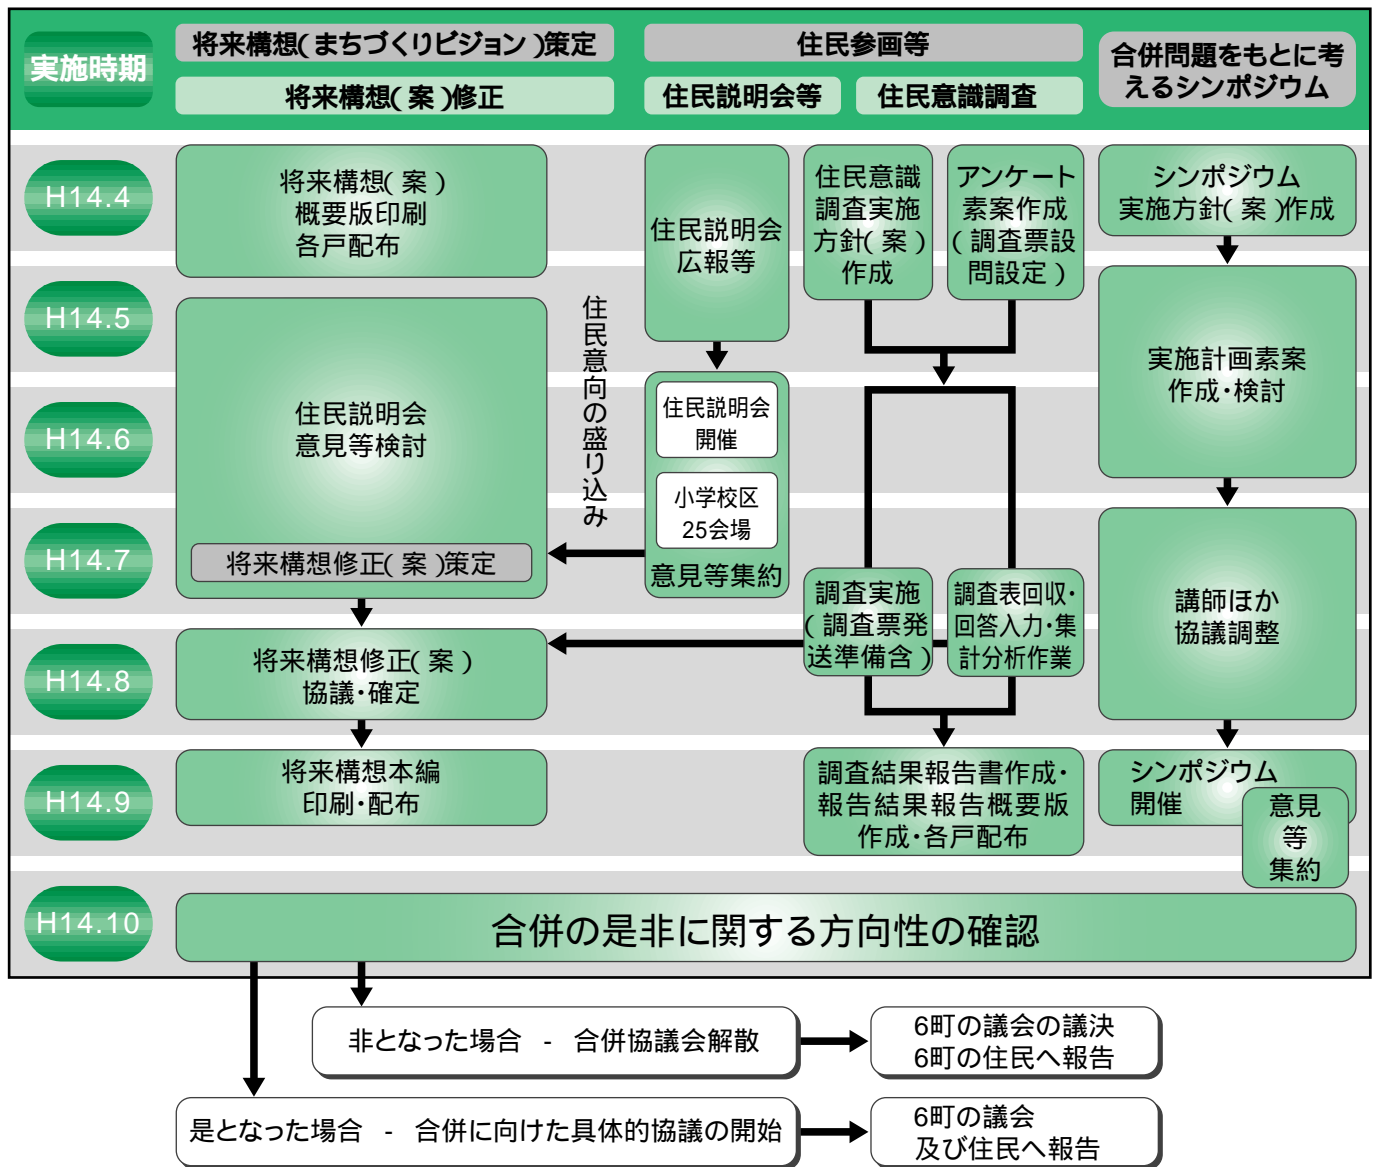 実施時期
将来構想(まちづくりビジョン)策定
将来構想(案)修正
住民参画等
住民説明会等
住民意識調査
合併問題をもとに考
えるシンポジウム
H14.4
H14.5
H14.6
H14.7
H14.8
H14.9
H14.10
将来構想(案)
概要版印刷
各戸配布
住民説明会
意見等検討
将来構想修正(案)策定
将来構想修正(案)
協議・確定
将来構想本編
印刷・配布
住民意向の盛り込み
住民説明会
広報等
住民説明会
開催
小学校区
25会場
意見等集約
住民意識
調査実施
方針(案)
作成
アンケート
素案作成
(調査票設
問設定)
調査実施
(調査票発
送準備含)
調査表回収・
回答入力・集
計分析作業
調査結果報告書作成・
報告結果報告概要版
作成・各戸配布
シンポジウム
実施方針(案)作成
実施計画素案
作成・検討
講師ほか
協議調整
シンポジウム
開催
意見
等
集約
合併の是非に関する方向性の確認
非となった場合 - 合併協議会解散
6町の議会の議決
6町の住民へ報告
是となった場合 - 合併に向けた具体的協議の開始
6町の議会
及び住民へ報告